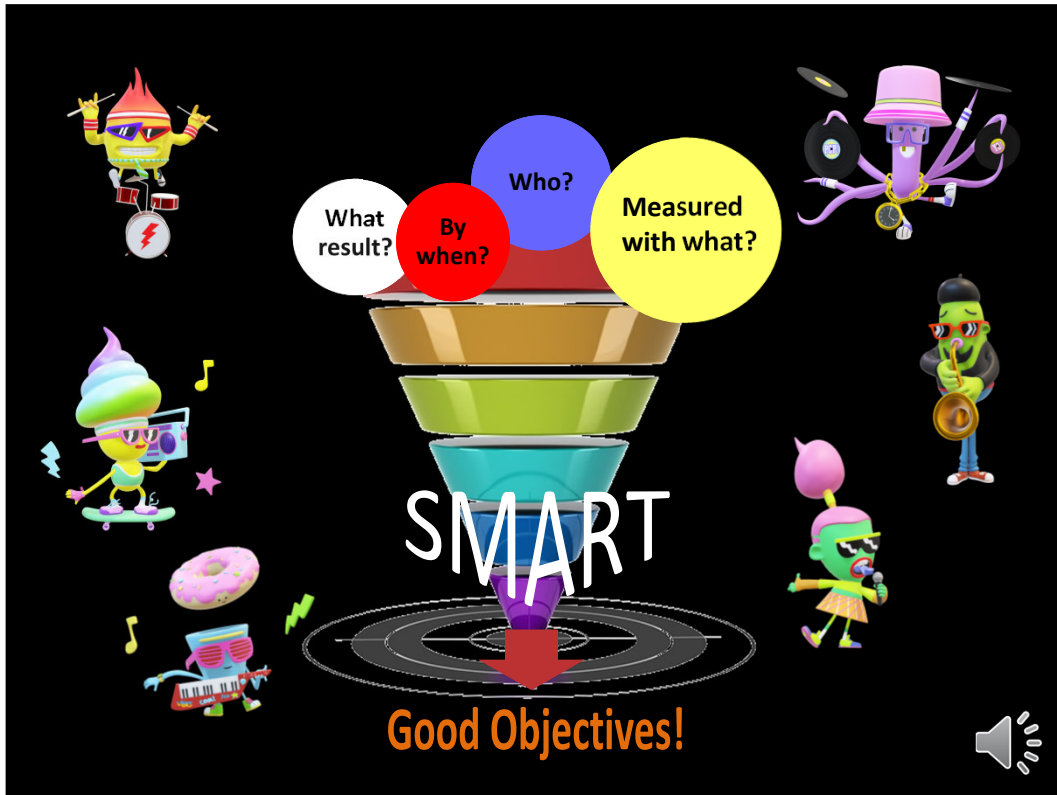 What
result?
By
when?
Who?
Measured
with what?
SMART
Good Objectives!